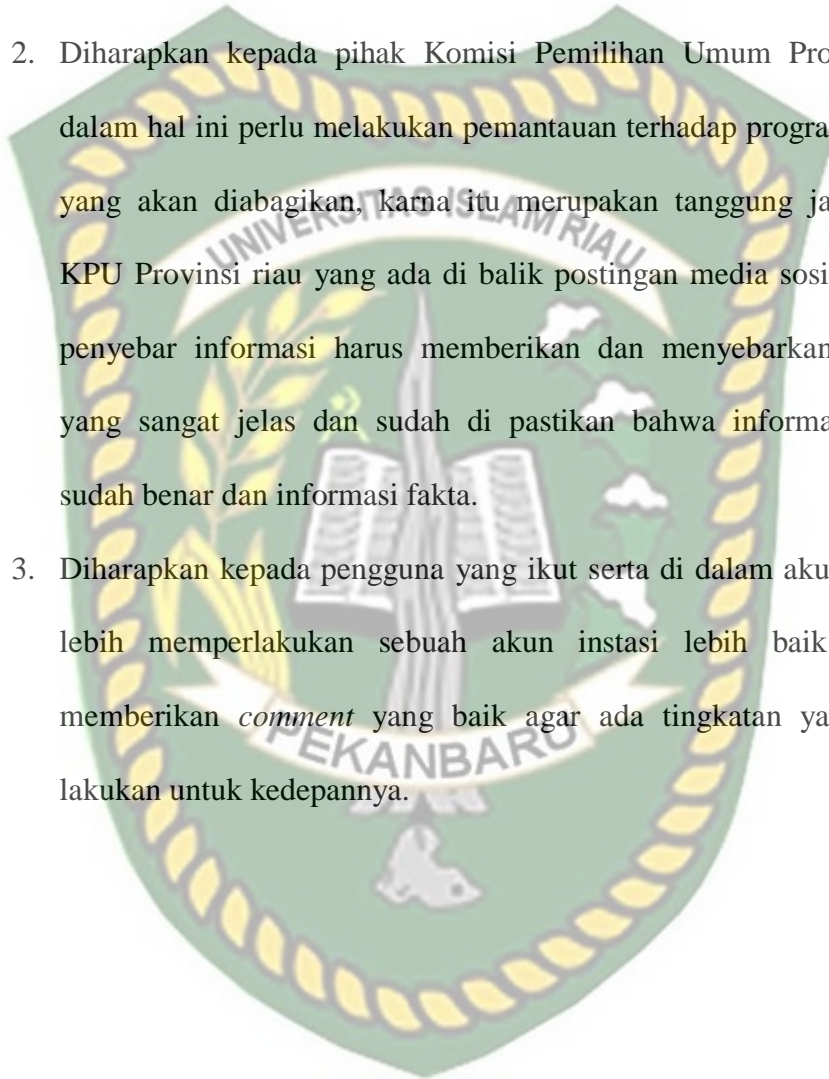 2. Diharapkan kepada pihak Komisi Pemilihan Umum Pro
dalam hal ini perlu melakukan pemantauan terhadap progra
yang akan diabagikan, karna itu merupakan tanggung ja
UNIVERSITAS ISLAM RIAU
KPU Provinsi riau yang ada di balik postingan media sosi
penyebar informasi harus memberikan dan menyebarkan
yang sangat jelas dan sudah di pastikan bahwa informa
sudah benar dan informasi fakta.
3. Diharapkan kepada pengguna yang ikut serta di dalam aku
lebih memperlakukan sebuah akun instasi lebih baik
memberikan comment yang baik agar ada tingkatan ya
PEKANBARU
lakukan untuk kedepannya.